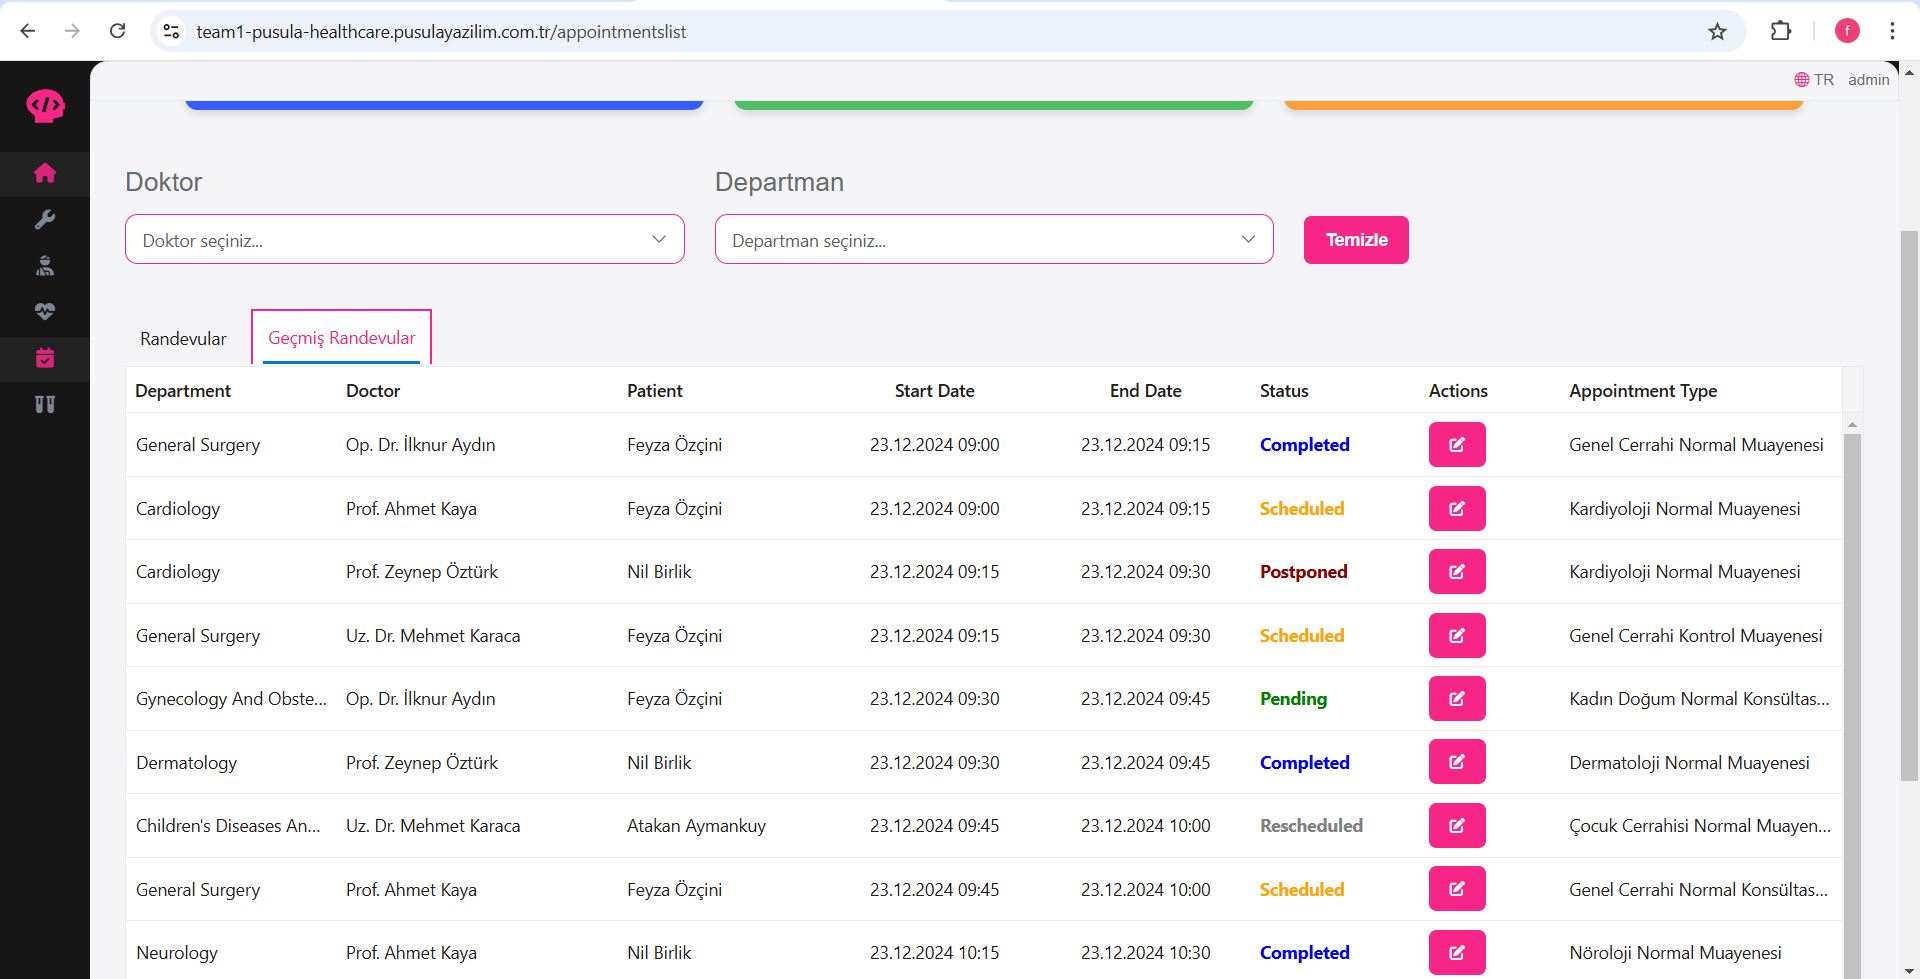 team1-pusula-healthcare.pusulayazilim.com.tr/appointmentslist
f
</>
TR admin
Doktor Departman
Doktor seçiniz... Departman seçiniz... Temizle
Randevular Geçmiş Randevular
Department Doctor Patient Start Date End Date Status Actions Appointment Type
General Surgery Op. Dr. İlknur Aydın Feyza Özçini 23.12.2024 09:00 23.12.2024 09:15 Completed Genel Cerrahi Normal Muayenesi
Cardiology Prof. Ahmet Kaya Feyza Özçini 23.12.2024 09:00 23.12.2024 09:15 Scheduled Kardiyoloji Normal Muayenesi
Cardiology Prof. Zeynep Öztürk Nil Birlik 23.12.2024 09:15 23.12.2024 09:30 Postponed Kardiyoloji Normal Muayenesi
General Surgery Uz. Dr. Mehmet Karaca Feyza Özçini 23.12.2024 09:15 23.12.2024 09:30 Scheduled Genel Cerrahi Kontrol Muayenesi
Gynecology And Obste... Op. Dr. İlknur Aydın Feyza Özçini 23.12.2024 09:30 23.12.2024 09:45 Pending Kadın Doğum Normal Konsültas...
Dermatology Prof. Zeynep Öztürk Nil Birlik 23.12.2024 09:30 23.12.2024 09:45 Completed Dermatoloji Normal Muayenesi
Children's Diseases An... Uz. Dr. Mehmet Karaca Atakan Aymankuy 23.12.2024 09:45 23.12.2024 10:00 Rescheduled Çocuk Cerrahisi Normal Muayen...
General Surgery Prof. Ahmet Kaya Feyza Özçini 23.12.2024 09:45 23.12.2024 10:00 Scheduled Genel Cerrahi Normal Konsültas...
Neurology Prof. Ahmet Kaya Nil Birlik 23.12.2024 10:15 23.12.2024 10:30 Completed Nöroloji Normal Muayenesi